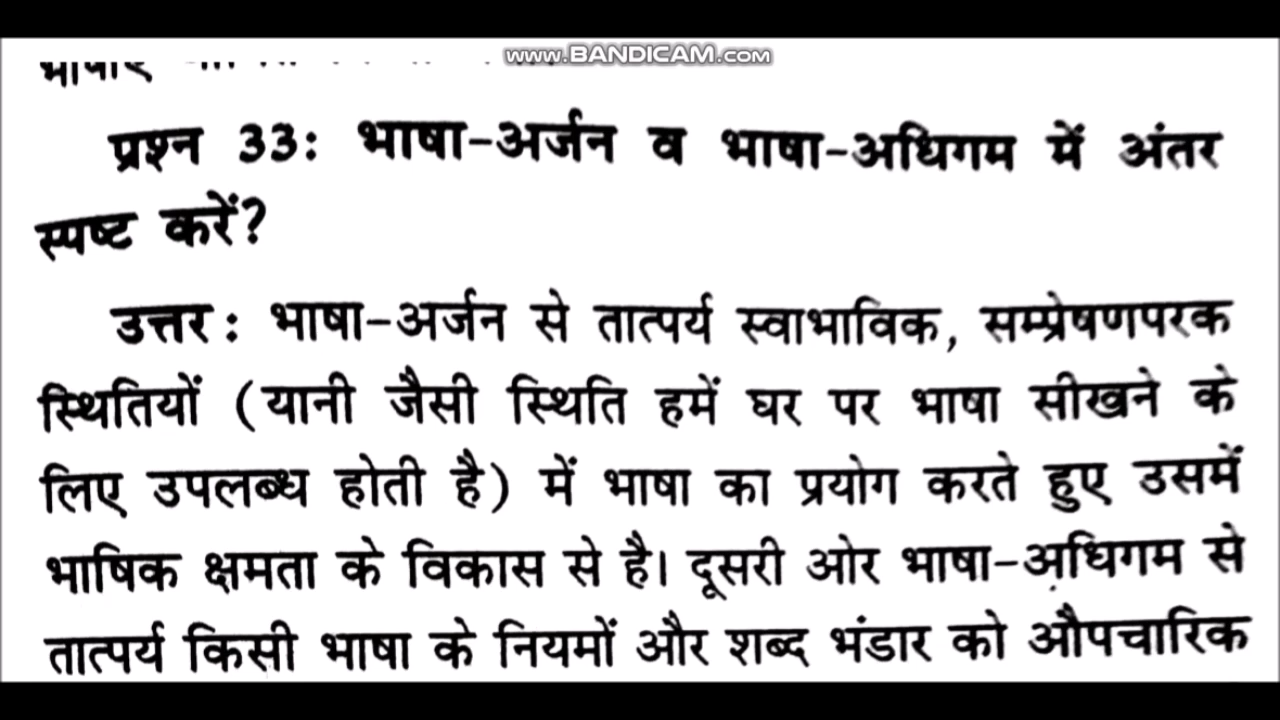 www.BANDICAM.com
प्रश्न 33: भाषा-अर्जन व भाषा-अधिगम में अंतर
स्पष्ट करें?
उत्तर: भाषा-अर्जन से तात्पर्य स्वाभाविक, सम्प्रेषणपरक
स्थितियों (यानी जैसी स्थिति हमें घर पर भाषा सीखने के
लिए उपलब्ध होती है) में भाषा का प्रयोग करते हुए उसमें
भाषिक क्षमता के विकास से है। दूसरी ओर भाषा-अधिगम से
तात्पर्य किसी भाषा के नियमों और शब्द भंडार को औपचारिक